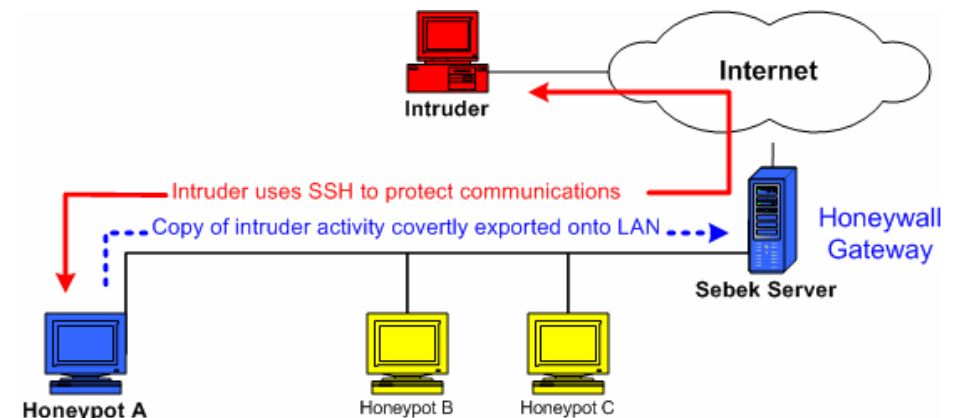 Internet
Intruder
Intruder uses SSH to protect communications
Copy of intruder activity covertly exported onto LAN
Honeywall
Gateway
Sebek Server
Honeypot A
Honeypot B
Honeypot C